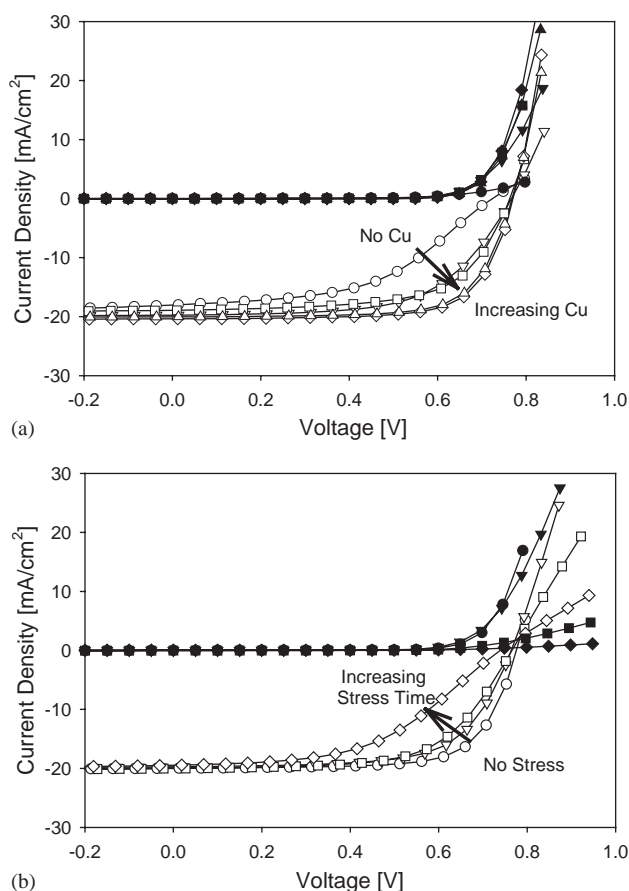 30
20
10
0
-10
-20
-30
Current Density [mA/cm²]
No Cu
Increasing Cu
-0.2 0.0 0.2 0.4 0.6 0.8 1.0
(a)
Voltage [V]
30
20
10
0
-10
-20
-30
Current Density [mA/cm²]
Increasing
Stress Time
No Stress
-0.2 0.0 0.2 0.4 0.6 0.8 1.0
(b)
Voltage [V]